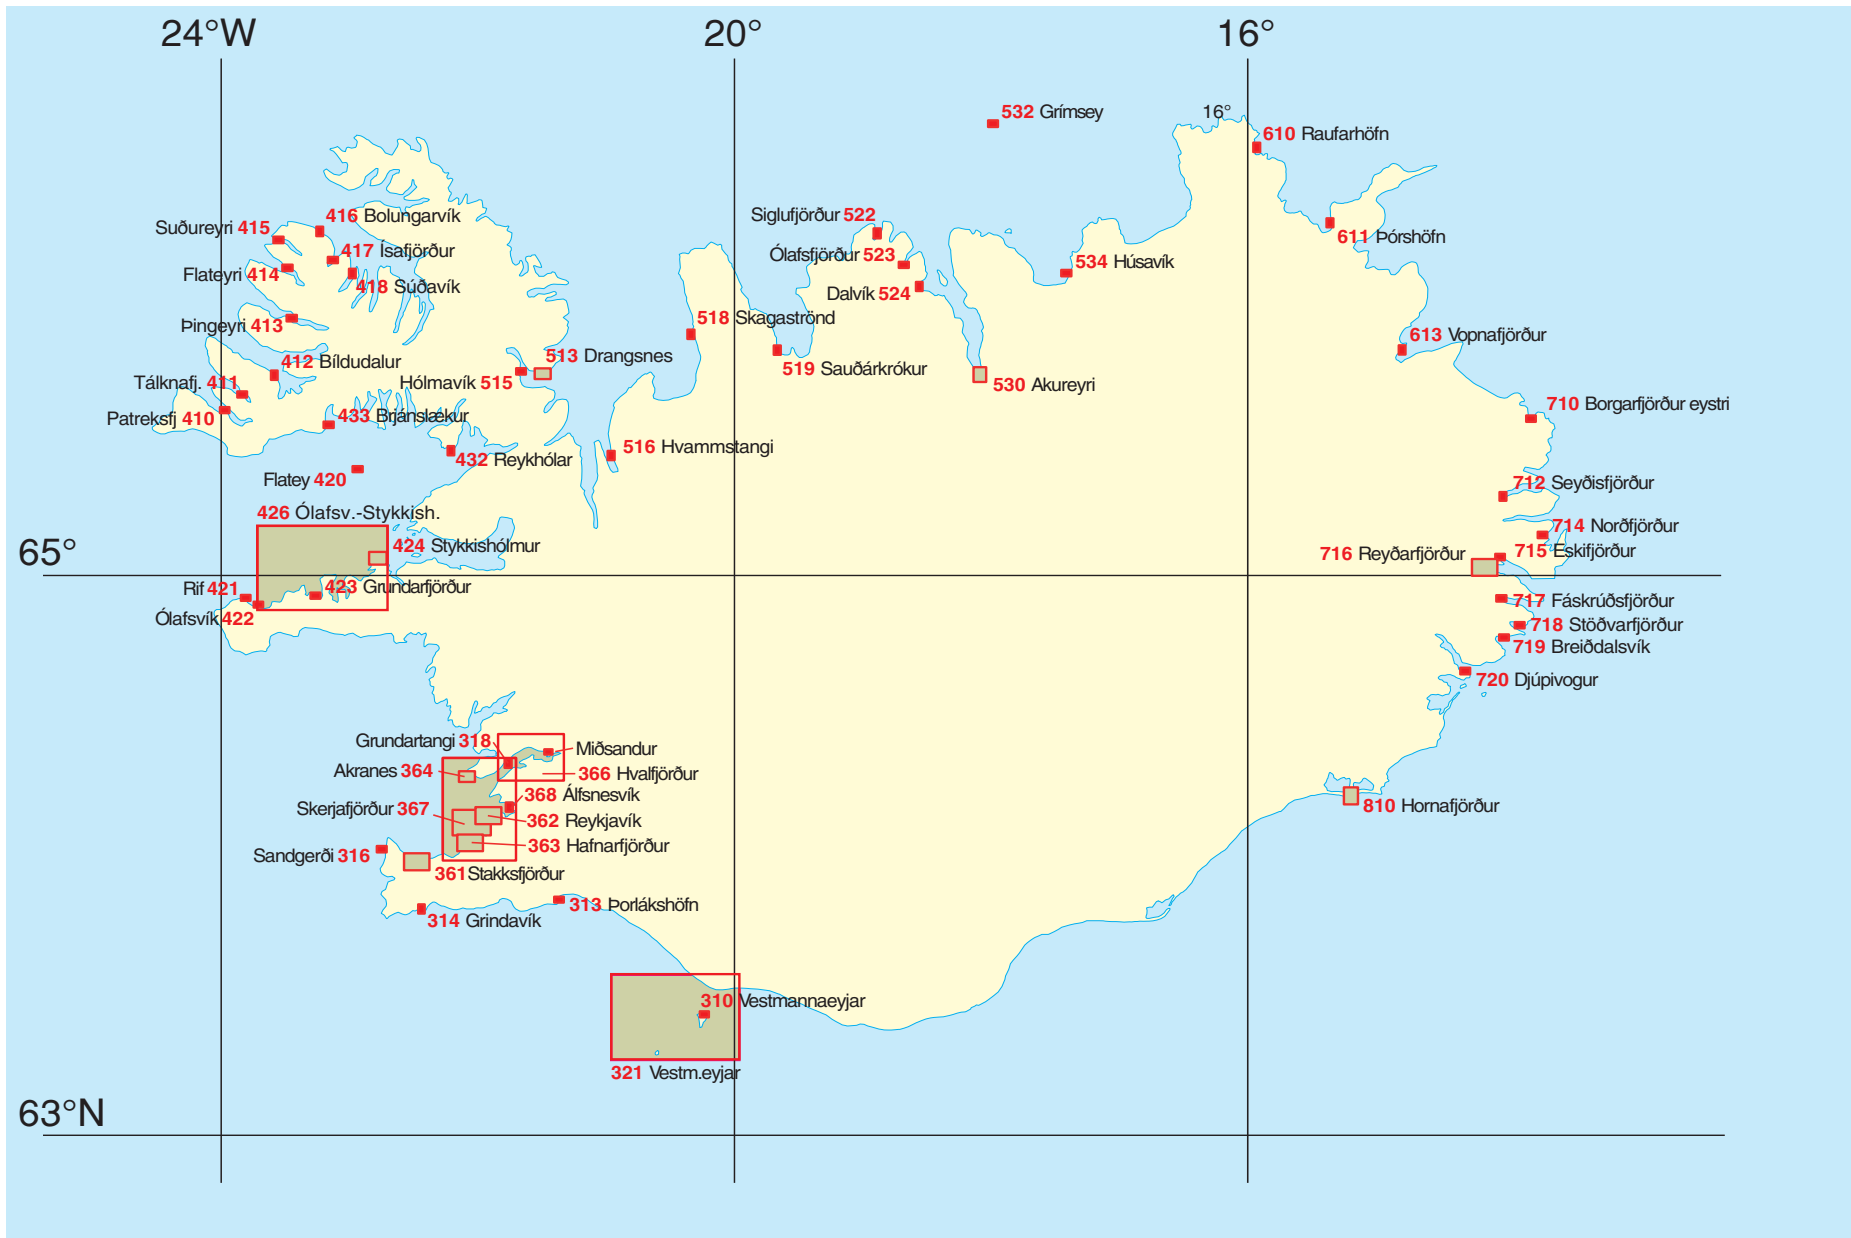 24°W 20° 16°
532 Grímsey
16°
610 Raufarhöfn
416 Bolungarvík
Siglufjörður 522
Suðureyri 415
611 Þórshöfn
417 Ísafjörður
Ólafsfjörður 523
534 Húsavík
Flateyri 414
418 Súðavík
Dalvík 524
518 Skagaströnd
Þingeyri 413
613 Vopnafjörður
513 Drangsnes
412 Bíldudalur
519 Sauðárkrókur
Tálknafj. 411
Hólmavík 515
530 Akureyri
710 Borgarfjörður eystri
Patreksfj 410
433 Brjánslækur
516 Hvammstangi
432 Reykhólar
Flatey 420
712 Seyðisfjörður
426 Ólafsv.-Stykkish.
714 Norðfjörður
424 Stykkishólmur
65°
716 Reyðarfjörður
715 Eskifjörður
Rif 421
423 Grundarfjörður
717 Fáskrúðsfjörður
Ólafsvík 422
718 Stöðvarfjörður
719 Breiðdalsvík
720 Djúpivogur
Grundartangi 318
Miðsandur
Akranes 364
366 Hvalfjörður
368 Álfsnesvík
Skerjafjörður 367
810 Hornafjörður
362 Reykjavík
363 Hafnarfjörður
Sandgerði 316
361 Stakksfjörður
313 Þorlákshöfn
314 Grindavík
310 Vestmannaeyjar
321 Vestm.eyjar
63°N